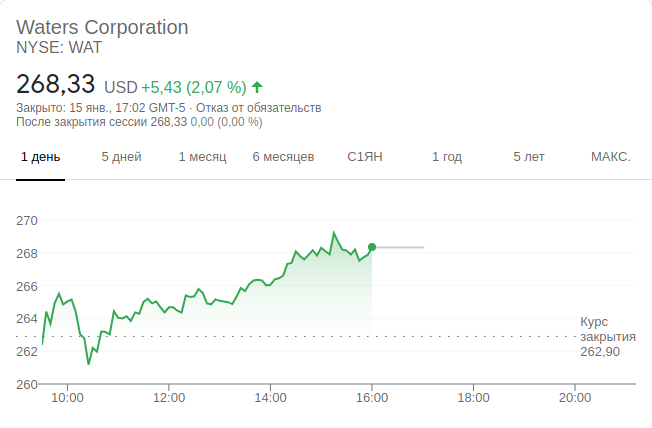 Waters Corporation
NYSE: WAT
268,33 USD +5,43 (2,07 %)
Закрыто: 15 янв., 17:02 GMT-5 · Отказ от обязательств
После закрытия сессии 268,33 0,00 (0,00 %)
1 день 5 дней 1 месяц 6 месяцев С1ЯН 1 год 5 лет МАКС.
270
268
266
264
262
260
Курс
закрытия
262,90
10:00 12:00 14:00 16:00 18:00 20:00